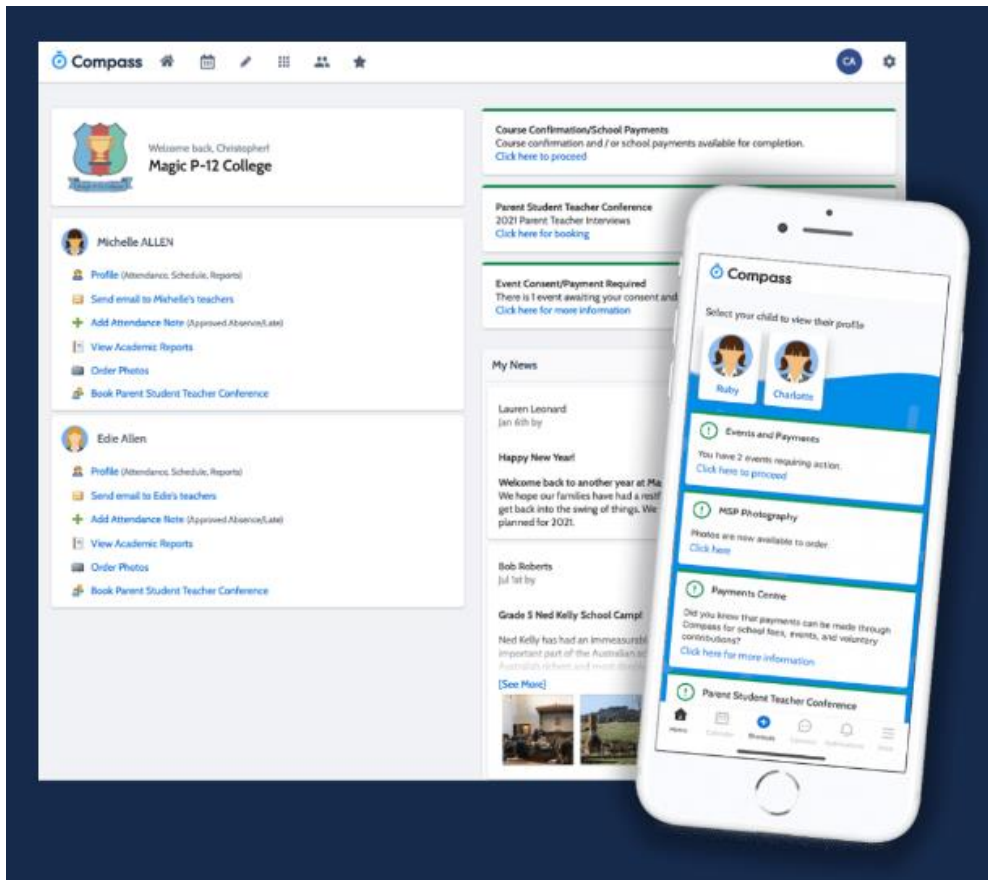 Compass
CA
Welcome back, Christopher!
Magic P-12 College
Michelle ALLEN
Profile (Attendance, Schedule, Reports)
Send email to Michelle's teachers
Add Attendance Note (Approved Absence/Late)
View Academic Reports
Order Photos
Book Parent Student Teacher Conference
Edie Allen
Profile (Attendance, Schedule, Reports)
Send email to Edie's teachers
Add Attendance Note (Approved Absence/Late)
View Academic Reports
Order Photos
Book Parent Student Teacher Conference
Course Confirmation/School Payments
Course confirmation and / or school payments available for completion.
Click here to proceed
Parent Student Teacher Conference
2021 Parent Teacher Interviews
Click here for booking
Event Consent/Payment Required
There is 1 event awaiting your consent and
Click here for more information
My News
Lauren Leonard
Jan 6th by
Happy New Year!
Welcome back to another year at Ma
We hope our families have had a restf
get back into the swing of things. We
planned for 2021.
Bob Roberts
Jul 1st by
Grade 5 Ned Kelly School Camp!
Ned Kelly has had an immeasurabl
important part of the Australian
[See More]
Compass
Select your child to view their profile
Ruby
Charlotte
Events and Payments
You have 2 events requiring action.
Click here to proceed
MSP Photography
Photos are now available to order.
Click here
Payments Centre
Did you know that payments can be made through
Compass for school fees, events, and voluntary
contributions?
Click here for more information
Parent Student Teacher Conference
Home
Calendar